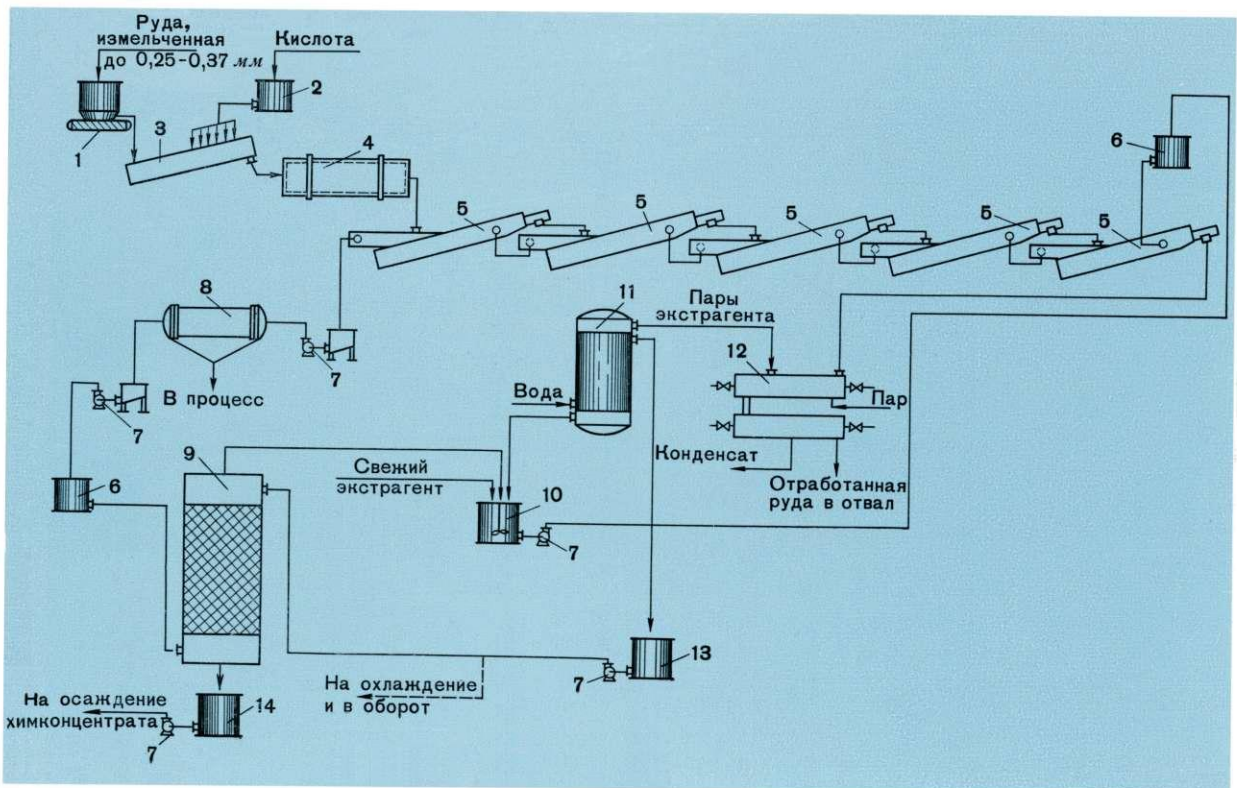 Руда,
измельченная
до 0,25-0,37 мм
Кислота
2
1
3
4
6
5
5
5
5
5
8
7
В процесс
7
6
11
Пары
экстрагента
12
Вода
Пар
Конденсат
Отработанная
руда в отвал
9
Свежий
экстрагент
10
7
13
7
На охлаждение
и в оборот
На осаждение
химконцентрата
14
7